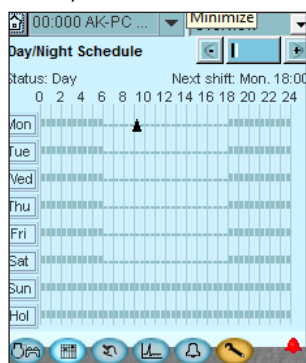 00:000 AK-PC ...
Minimize
Day/Night Schedule
Status: Day Next shift: Mon. 18:00
0 2 4 6 8 10 12 14 16 18 20 22 24
Mon
Tue
Wed
Thu
Fri
Sat
Sun
Hol